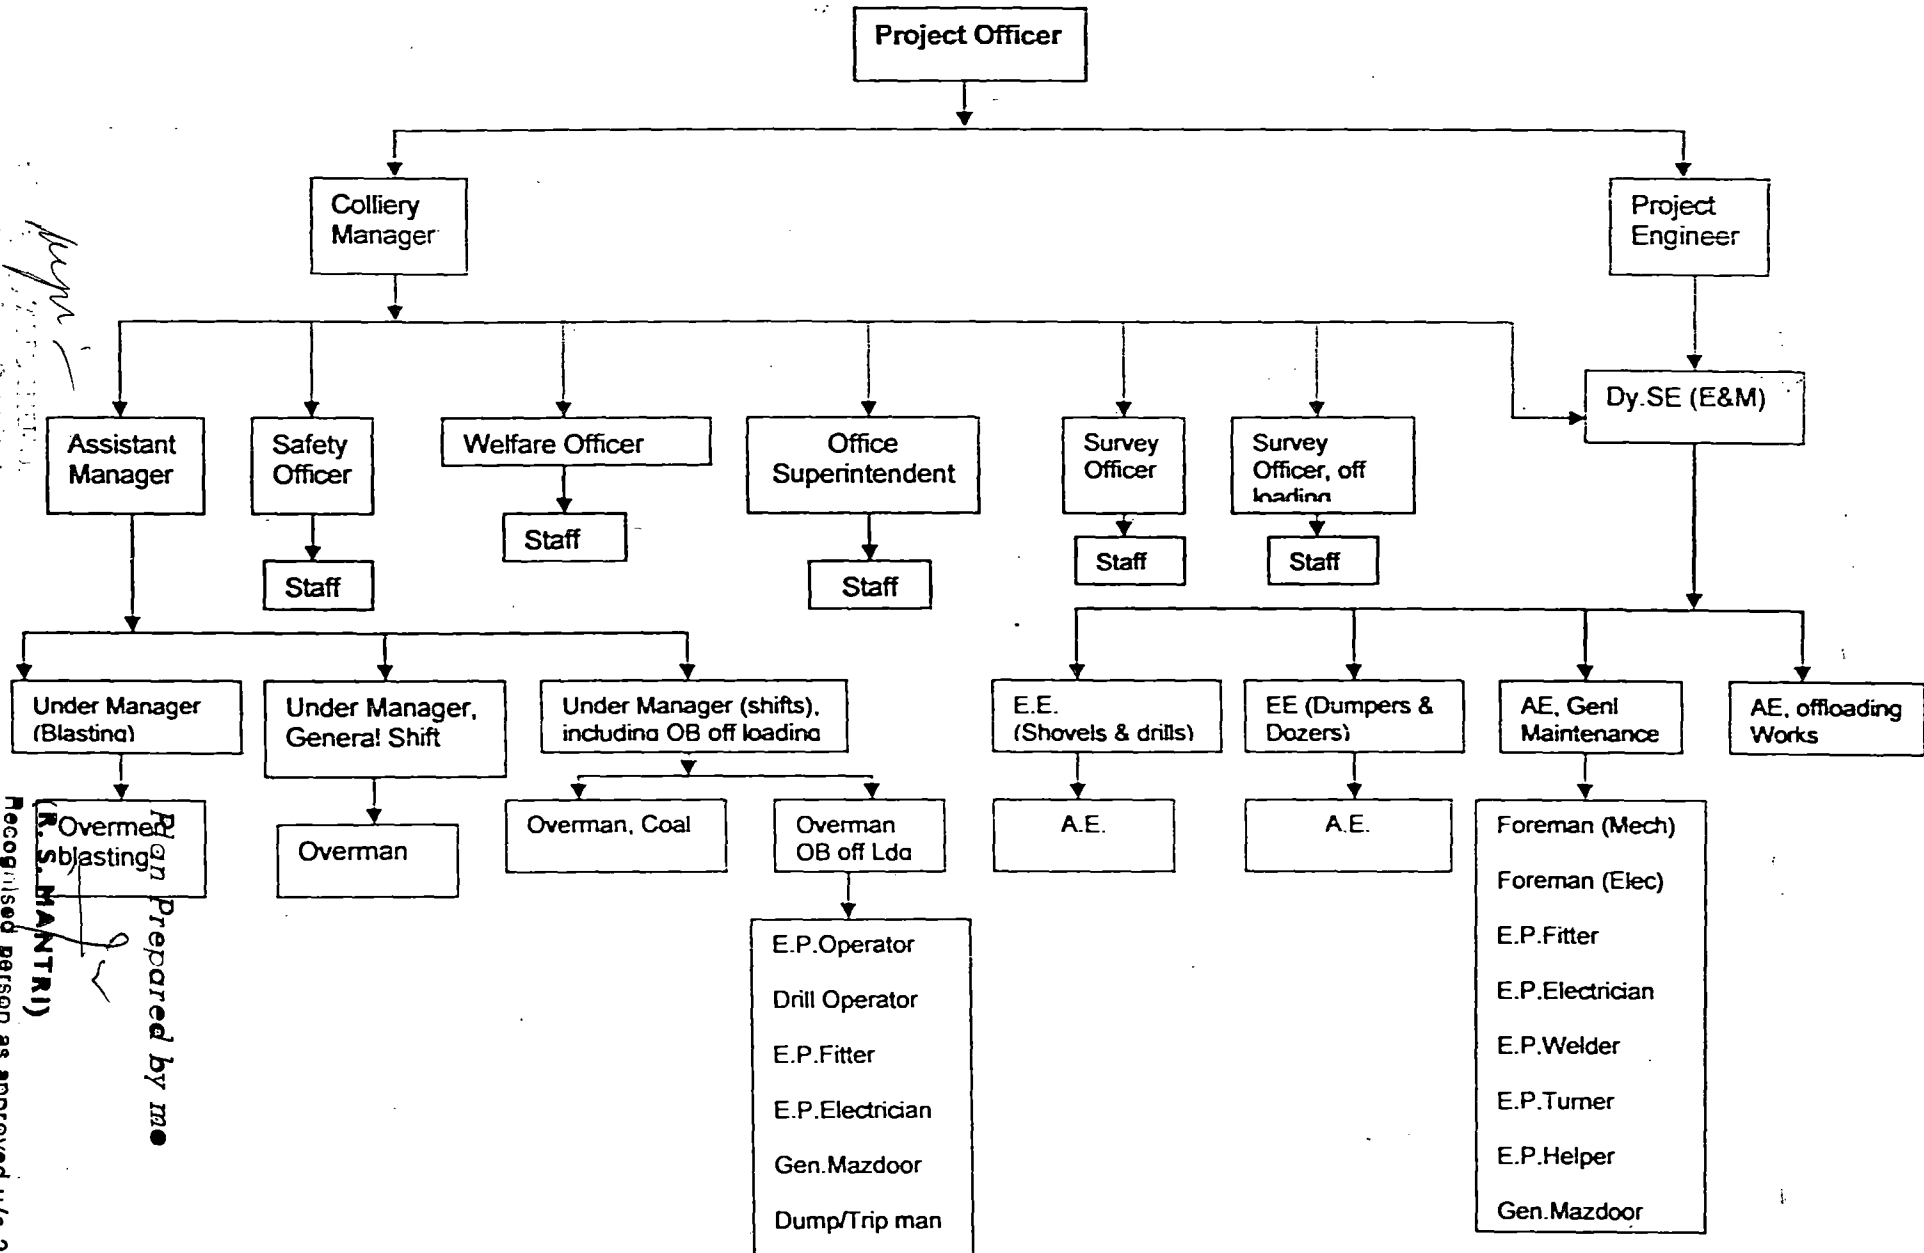 Project Officer
Colliery
Manager
Project
Engineer
Dy.SE (E&M)
Assistant
Manager
Safety
Officer
Welfare Officer
Office
Superintendent
Survey
Officer
Survey
Officer, off
loading
Staff
Staff
Staff
Staff
Staff
Under Manager
(Blasting)
Under Manager,
General Shift
Under Manager (shifts),
including OB off loading
E.E.
(Shovels & drills)
EE (Dumpers &
Dozers)
AE, Genl
Maintenance
AE, offloading
Works
Overmen
blasting
Overman
Overman, Coal
Overman
OB off Ldg
A.E.
A.E.
E.P.Operator
Drill Operator
E.P.Fitter
E.P.Electrician
Gen.Mazdoor
Dump/Trip man
Foreman (Mech)
Foreman (Elec)
E.P.Fitter
E.P.Electrician
E.P.Welder
E.P.Turner
E.P.Helper
Gen.Mazdoor
Plan Prepared by me
(R. S. MANTRI)
Recognised person as approved